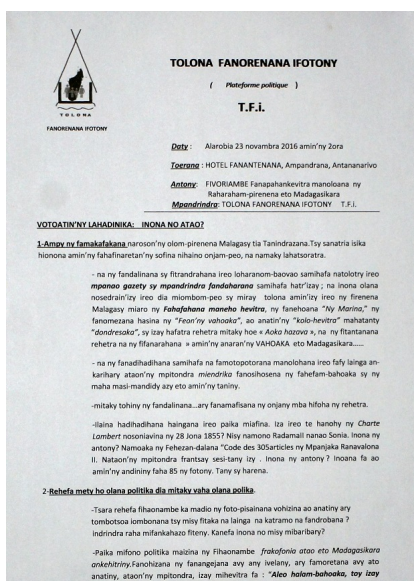 TOLONA FANORENANA IFOTONY
( Plateforme politique )
T.F.i.
TOLONA
FANORENANA IFOTONY
Daty : Alarobia 23 novambra 2016 amin'ny 2ora
Toerana : HOTEL FANANTENANA, Ampandrana, Antananarivo
Antony: FIVORIAMBE Fanapahankevitra manoloana ny
Raharaham-pirenena eto Madagasikara
Mpandrindra: TOLONA FANORENANA IFOTONY T.F.i.
VOTOATIN'NY LAHADINIKA: INONA NO ATAO?
1-Ampy ny famakafakana naroson'ny olom-pirenena Malagasy tia Tanindrazana.Tsy sanatria isika
hionona amin'ny fahafinaretan'ny sofina nihaino onjam-peo, na namaky lahatsoratra.
- na ny fandalinana sy fitrandrahana ireo loharanom-baovao samihafa natolotry ireo
mpanao gazety sy mpandrindra fandaharana samihafa hatr'izay ; na inona olana
nosedrain'izy ireo dia miombom-peo sy miray tolona amin'izy ireo ny firenena
Malagasy miaro ny Fahafahana maneho hevitra, ny fanehoana "Ny Marina," ny
fanomezana hasina ny "Feon'ny vahoaka", ao anatin'ny "kolo-hevitra" mahatanty
"dondresaka", sy izay hafatra rehetra mitaky hoe « Aoka hazava », na ny fitantanana
rehetra na ny fifanarahana » amin'ny anaran'ny VAHOAKA eto Madagasikara......
- na ny fanadihadihana samihafa na famotopotorana manolohana ireo fafy lainga an-
karihary ataon'ny mpitondra miendrika fanosihosena ny fahefam-bahoaka sy ny
maha masi-mandidy azy eto amin'ny taniny.
-mitaky tohiny ny fandalinana...ary fanamafisana ny onjany mba hifoha ny rehetra.
-ilaina hadihadihana haingana ireo paika miafina. Iza ireo te hanohy ny Charte
Lambert nosoniavina ny 28 Jona 1855? Nisy namono RadamaII nanao Sonia. Inona ny
antony? Namoaka ny Fehezan-dalana "Code des 305articles ny Mpanjaka Ranavalona
II. Nataon'ny mpitondra frantsay sesi-tany izy . Inona ny antony ? Inoana fa ao
amin'ny andininy faha 85 ny fotony. Tany sy harena.
2-Rehefa mety ho olana politika dia mitaky vaha olana polika.
-Tsara rehefa fihaonambe ka madio ny foto-pisainana vohizina ao anatiny ary
tombotsoa iombonana tsy misy fitaka na lainga na katramo na fandrobana ?
indrindra raha mifankahazo fiteny. Kanefa inona no misy mibaribary?
-Paika mifono politika maizina ny Fihaonambe frakofonia atao eto Madagasikara
ankehitriny.Fanohizana ny fanangejana avy any ivelany, ary famoretana avy ato
anatiny, ataon'ny mpitondra, izay mihevitra fa : "Aleo halam-bahoaka, toy izay